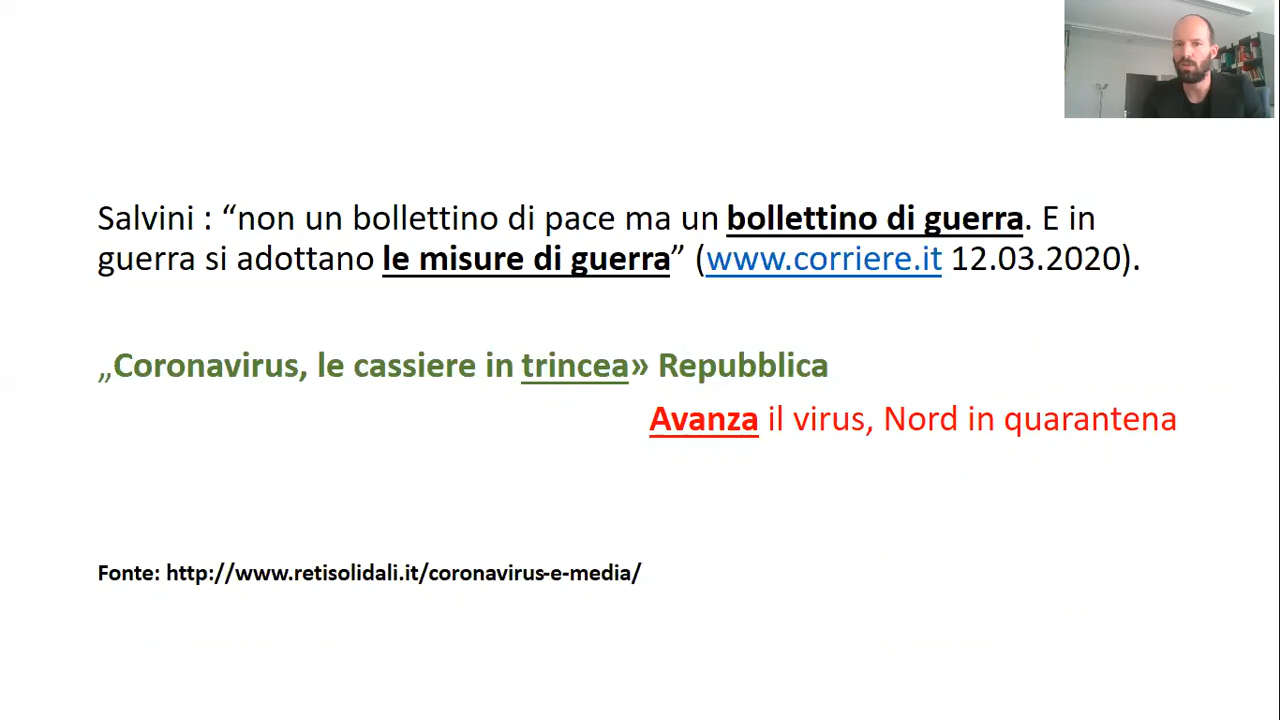 Salvini : “non un bollettino di pace ma un bollettino di guerra. E in
guerra si adottano le misure di guerra” (www.corriere.it 12.03.2020).
„Coronavirus, le cassiere in trincea» Repubblica
Avanza il virus, Nord in quarantena
Fonte: http://www.retisolidali.it/coronavirus-e-media/